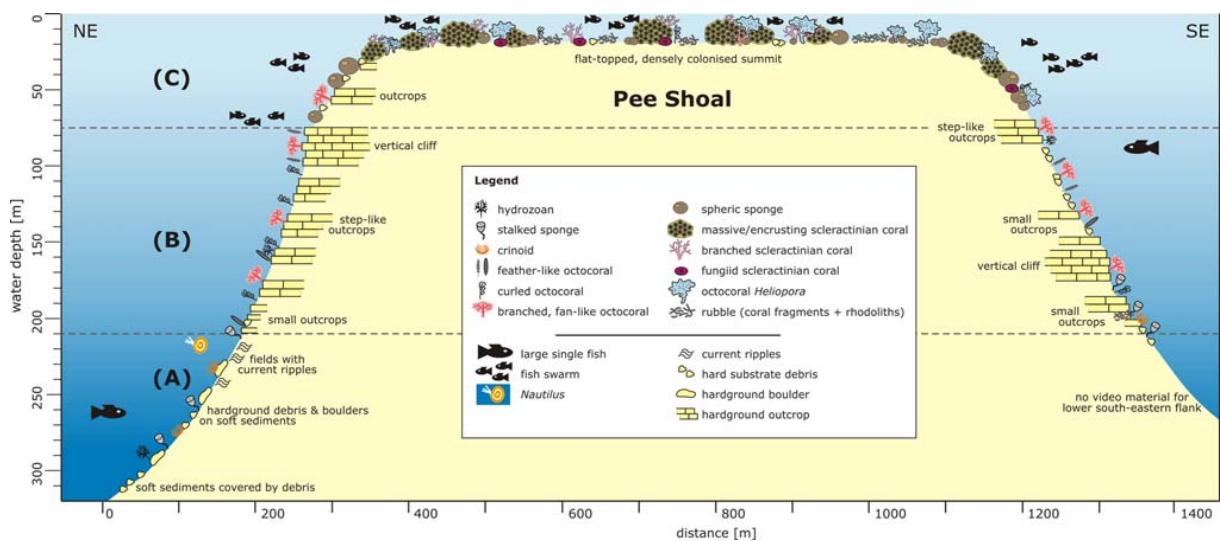 NE
SE
0
50
100
150
200
250
300
water depth [m]
(C)
(B)
(A)
flat-topped, densely colonised summit
Pee Shoal
outcrops
vertical cliff
step-like
outcrops
small outcrops
fields with
current ripples
hardground debris & boulders
on soft sediments
soft sediments covered by debris
step-like
outcrops
small
outcrops
vertical cliff
small
outcrops
no video material for
lower south-eastern flank
Legend
hydrozoan
stalked sponge
crinoid
feather-like octocoral
curled octocoral
branched, fan-like octocoral
spheric sponge
massive/encrusting scleractinian coral
branched scleractinian coral
fungiid scleractinian coral
octocoral Heliopora
rubble (coral fragments + rhodoliths)
large single fish
fish swarm
Nautilus
current ripples
hard substrate debris
hardground boulder
hardground outcrop
0
200
400
600
800
1000
1200
1400
distance [m]